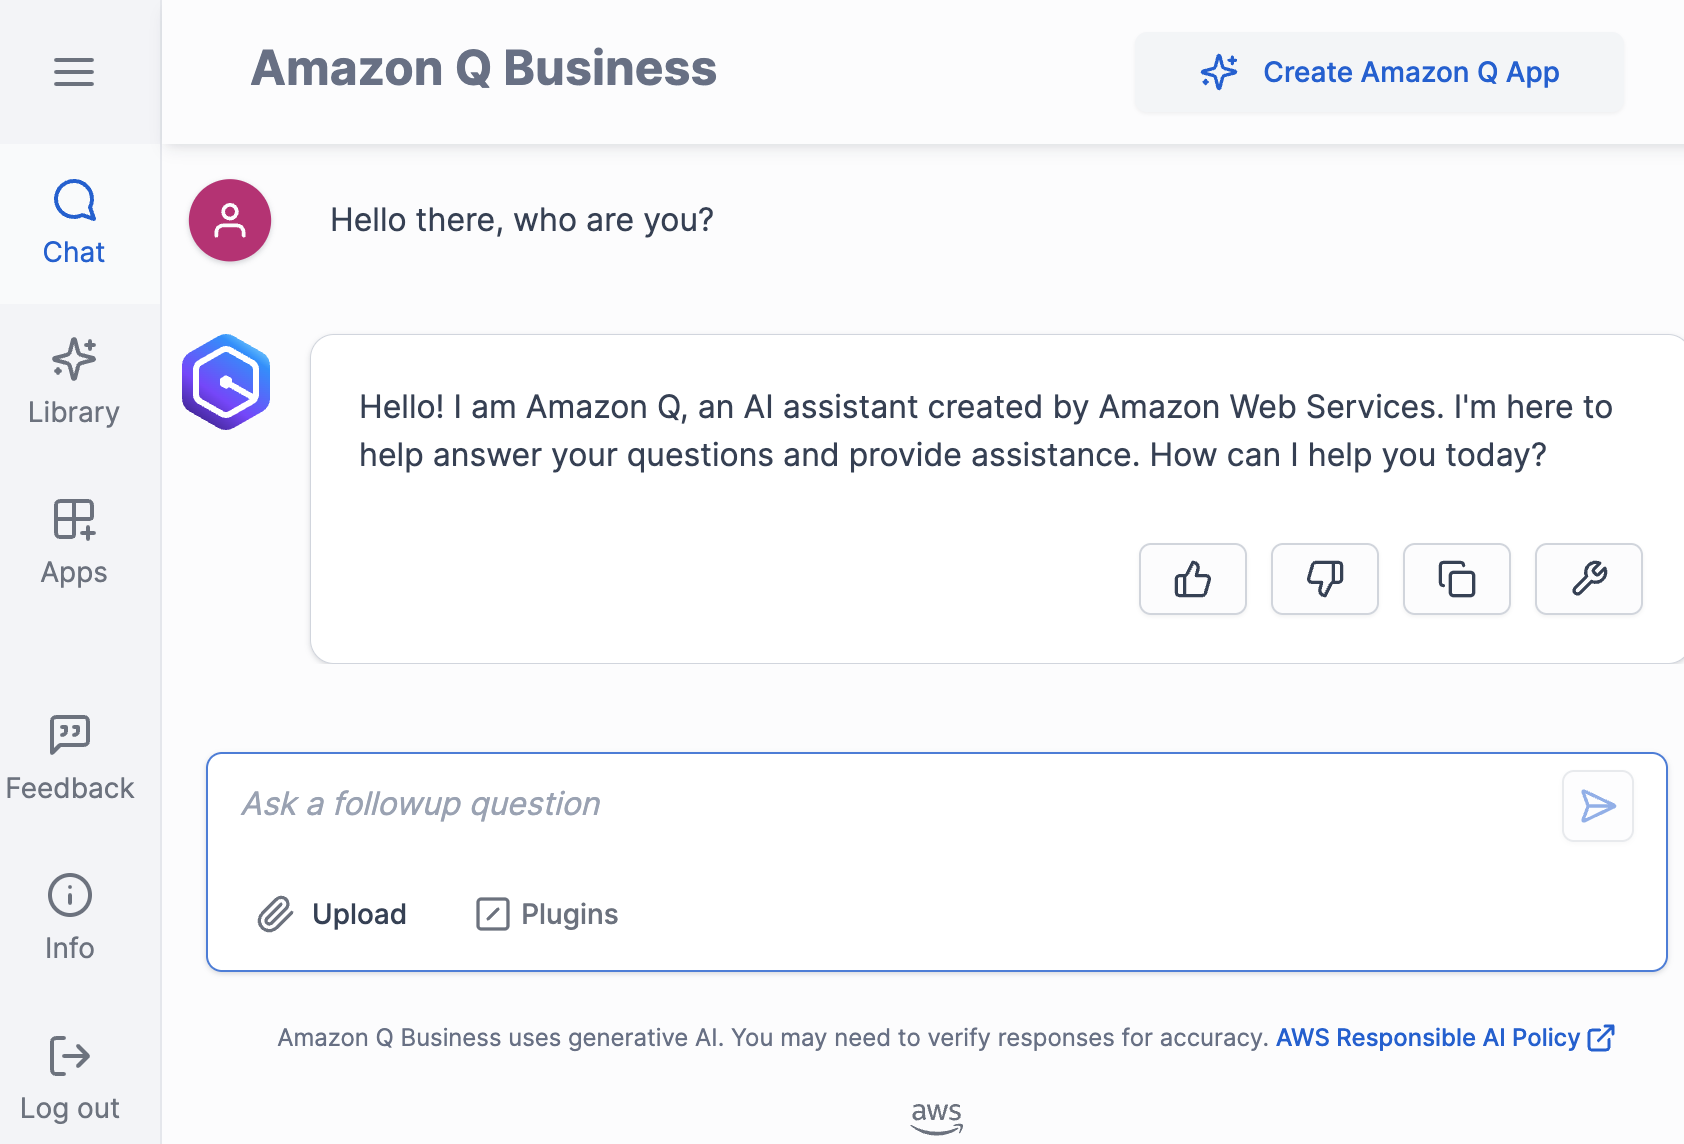 Amazon Q Business
Create Amazon Q App
Chat
Library
Apps
Feedback
Info
Log out
Hello there, who are you?
Hello! I am Amazon Q, an AI assistant created by Amazon Web Services. I'm here to
help answer your questions and provide assistance. How can I help you today?
Ask a followup question
Upload
Plugins
Amazon Q Business uses generative AI. You may need to verify responses for accuracy. AWS Responsible AI Policy
aws